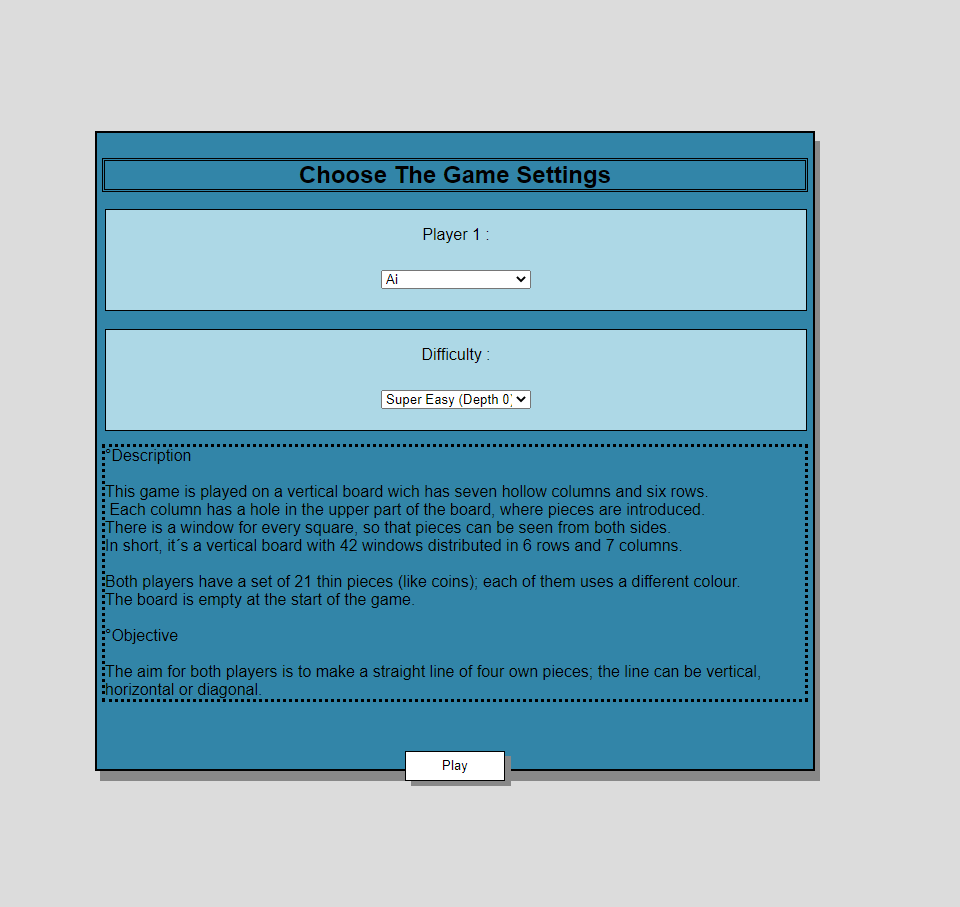 Choose The Game Settings
Player 1 :
Ai
Difficulty :
Super Easy (Depth 0)
°Description
This game is played on a vertical board wich has seven hollow columns and six rows.
Each column has a hole in the upper part of the board, where pieces are introduced.
There is a window for every square, so that pieces can be seen from both sides.
In short, it´s a vertical board with 42 windows distributed in 6 rows and 7 columns.
Both players have a set of 21 thin pieces (like coins); each of them uses a different colour.
The board is empty at the start of the game.
°Objective
The aim for both players is to make a straight line of four own pieces; the line can be vertical,
horizontal or diagonal.
Play